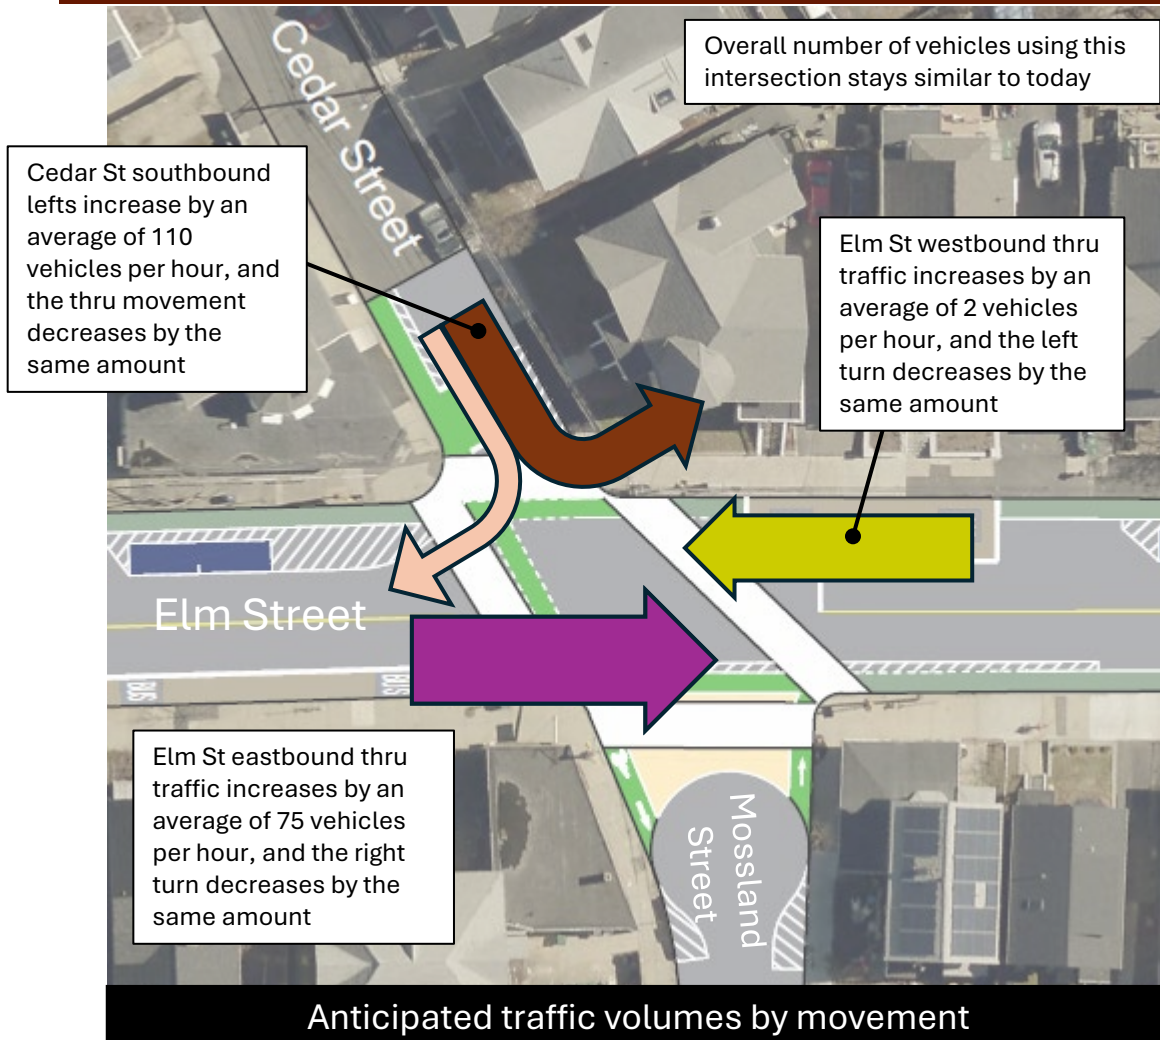 Cedar Street
Overall number of vehicles using this
intersection stays similar to today
Cedar St southbound
lefts increase by an
average of 110
vehicles per hour, and
the thru movement
decreases by the
same amount
Elm St westbound thru
traffic increases by an
average of 2 vehicles
per hour, and the left
turn decreases by the
same amount
Elm Street
BUS
BUS
Elm St eastbound thru
traffic increases by an
average of 75 vehicles
per hour, and the right
turn decreases by the
same amount
Mossland
Street
Anticipated traffic volumes by movement